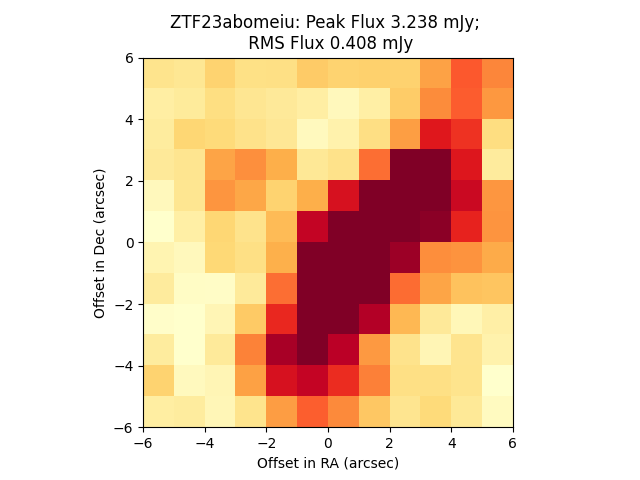 ZTF23abomeiu: Peak Flux 3.238 mJy;
RMS Flux 0.408 mJy
6
4
2
0
−2
−4
−6
Offset in Dec (arcsec)
−6 −4 −2 0 2 4 6
Offset in RA (arcsec)